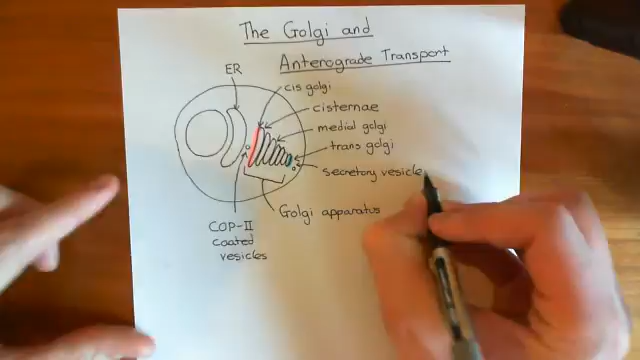 The Golgi and
Anterograde Transport
ER
cis golgi
cisternae
medial golgi
trans golgi
secretory vesicle
Golgi apparatus
COP-II
coated
vesicles